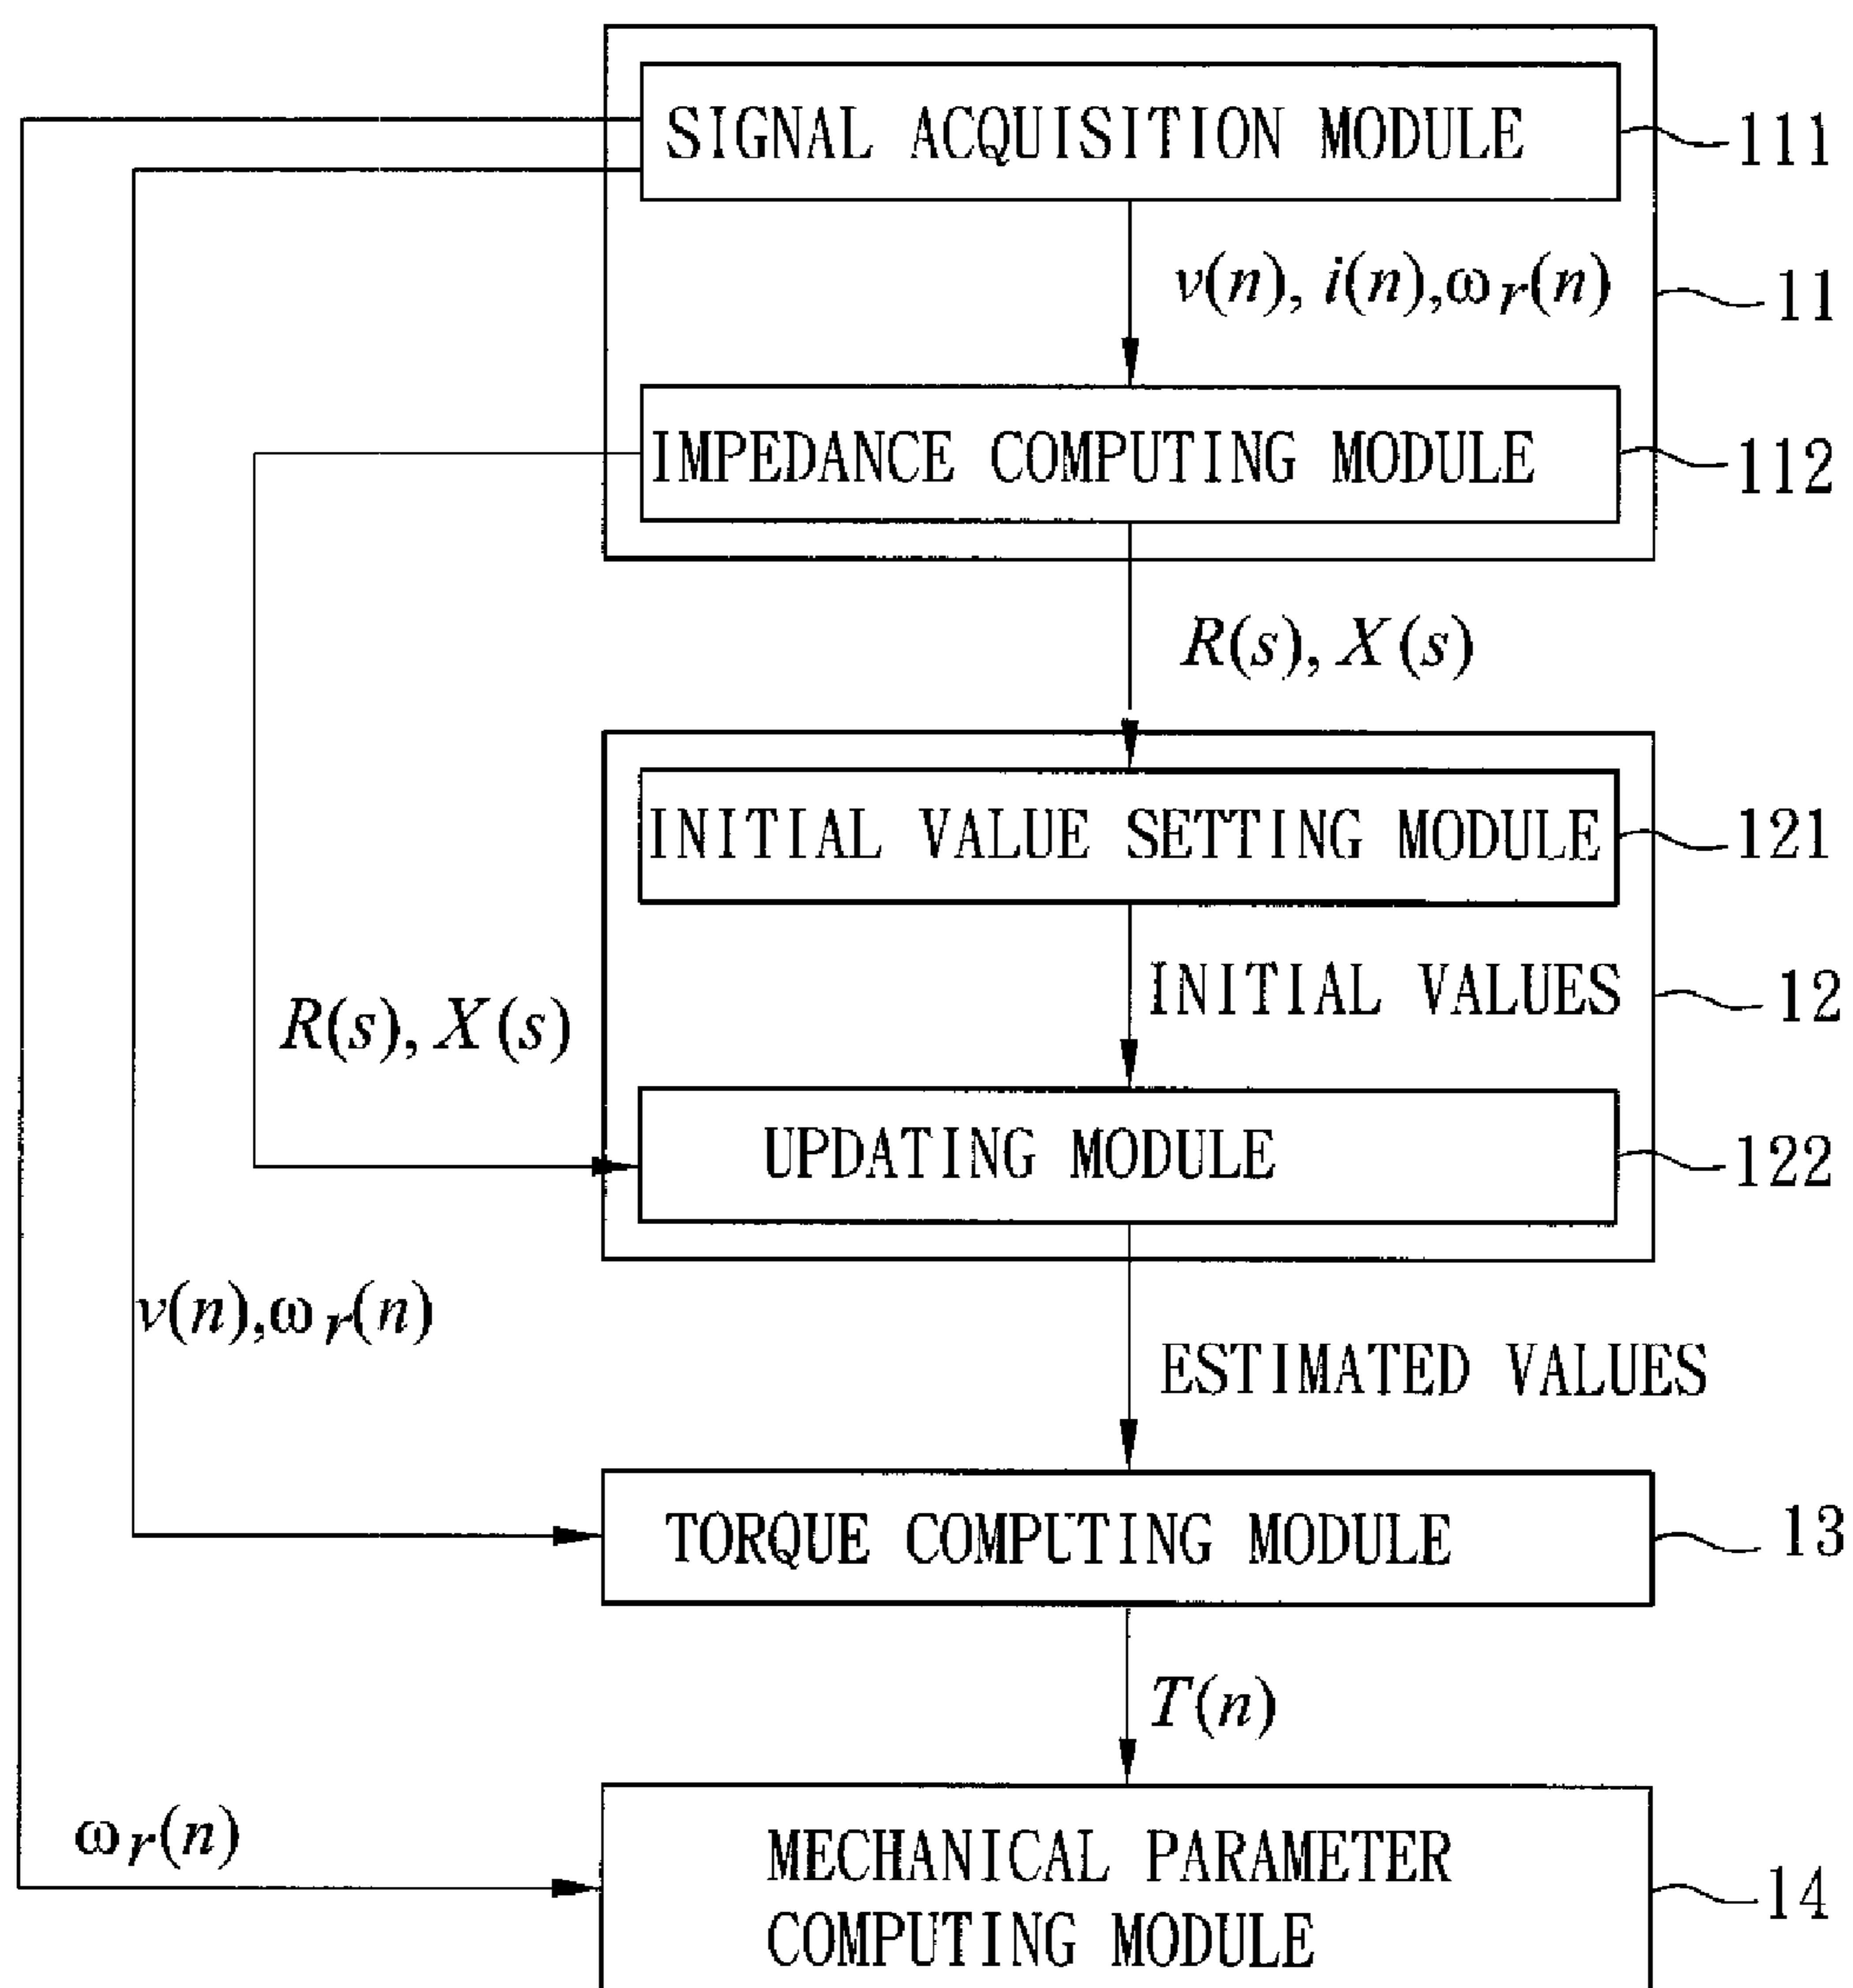 SIGNAL ACQUISITION MODULE
111
v(n), i(n),ωr(n)
11
IMPEDANCE COMPUTING MODULE
112
R(s), X(s)
INITIAL VALUE SETTING MODULE
121
INITIAL VALUES
12
R(s), X(s)
UPDATING MODULE
122
v(n),ωr(n)
ESTIMATED VALUES
TORQUE COMPUTING MODULE
13
T(n)
ωr(n)
MECHANICAL PARAMETER
COMPUTING MODULE
14